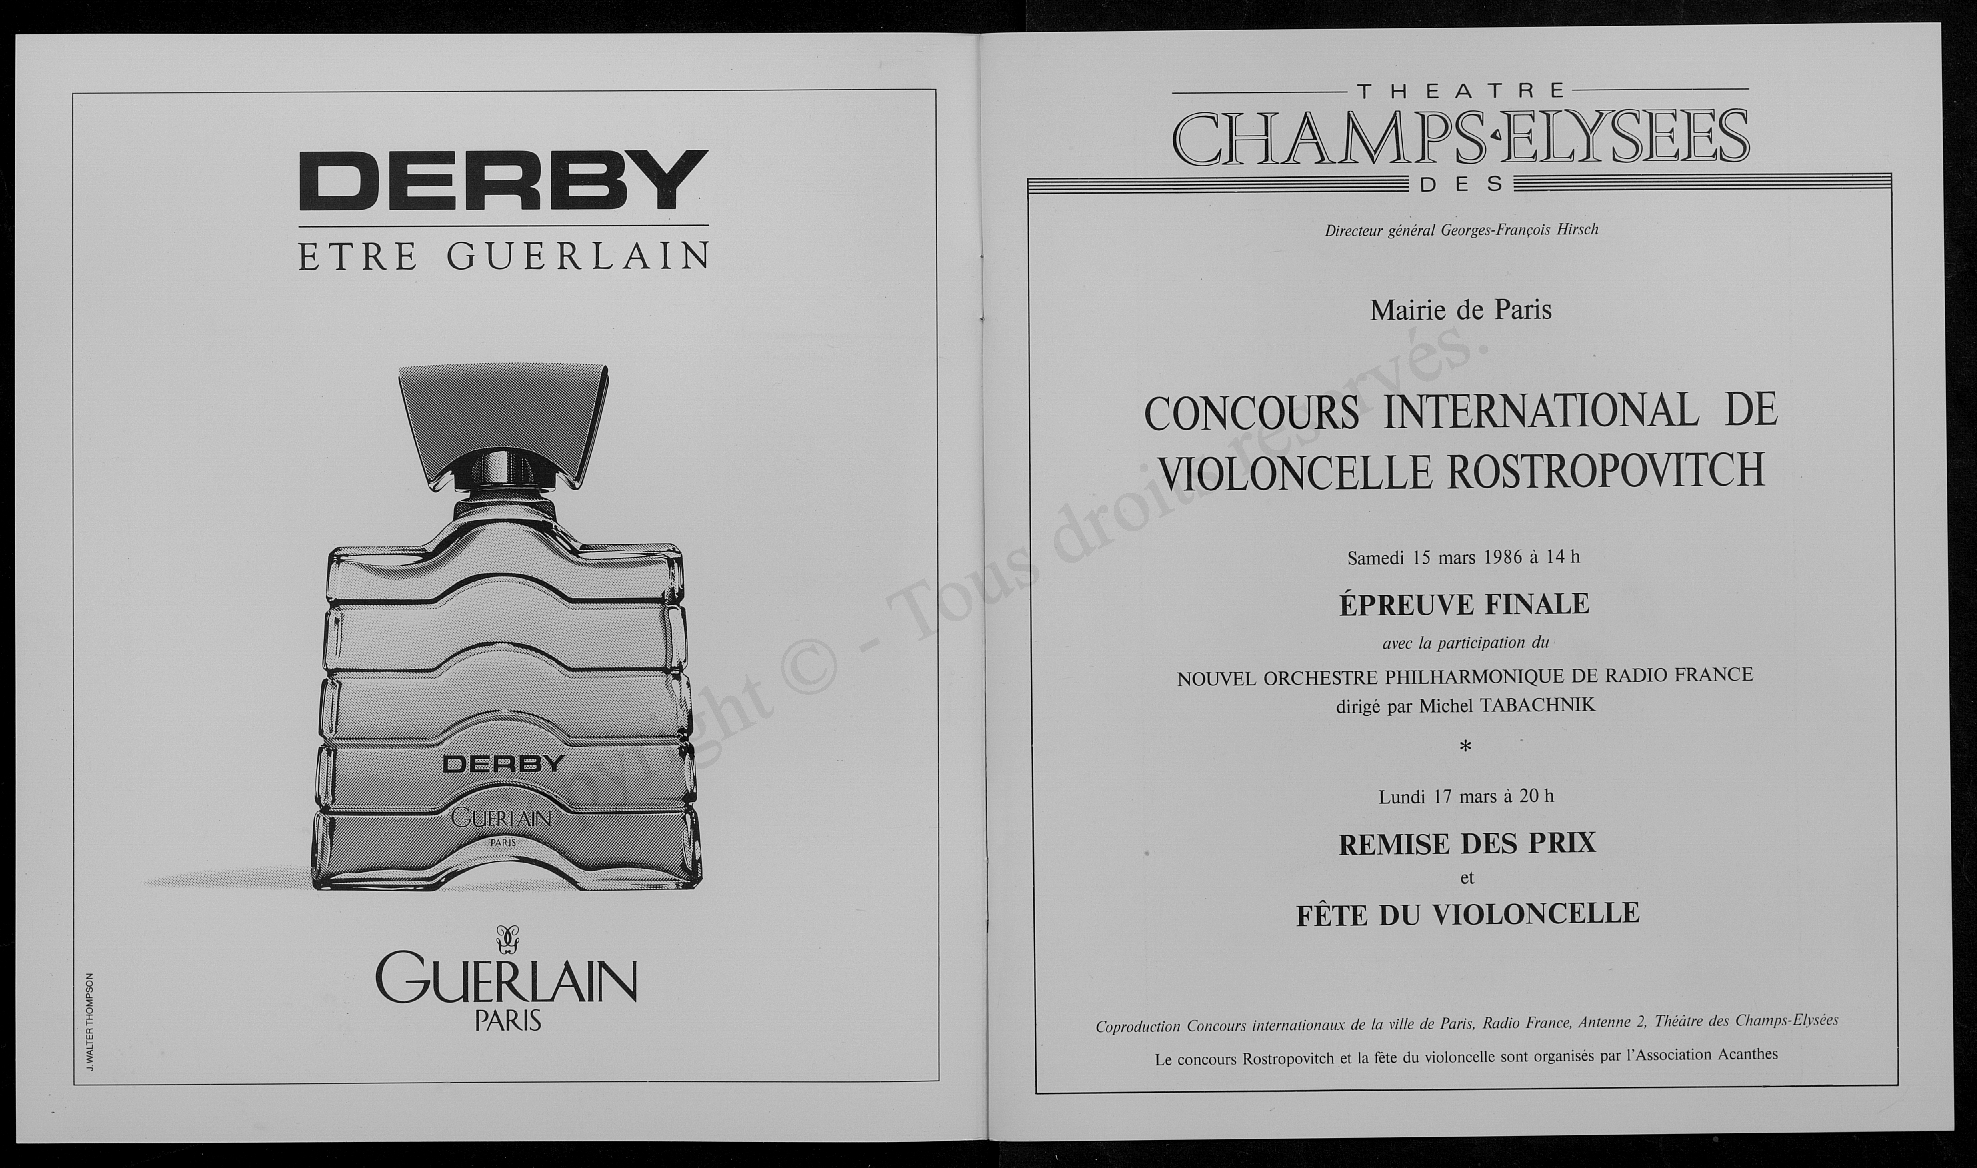 DERBY
ETRE GUERLAIN
DERBY
GUERLAIN
PARIS
GUERLAIN
PARIS
J. WALTER THOMPSON
THEATRE
CHAMPS-ELYSEES
DES
Directeur général Georges-François Hirsch
Mairie de Paris
CONCOURS INTERNATIONAL DE
VIOLONCELLE ROSTROPOVITCH
Samedi 15 mars 1986 à 14 h
ÉPREUVE FINALE
avec la participation du
NOUVEL ORCHESTRE PHILHARMONIQUE DE RADIO FRANCE
dirigé par Michel TABACHNIK
*
Lundi 17 mars à 20 h
REMISE DES PRIX
et
FÊTE DU VIOLONCELLE
Coproduction Concours internationaux de la ville de Paris, Radio France, Antenne 2, Théâtre des Champs-Elysées
Le concours Rostropovitch et la fête du violoncelle sont organisés par l'Association Acanthes
© - Tous droits réservés.